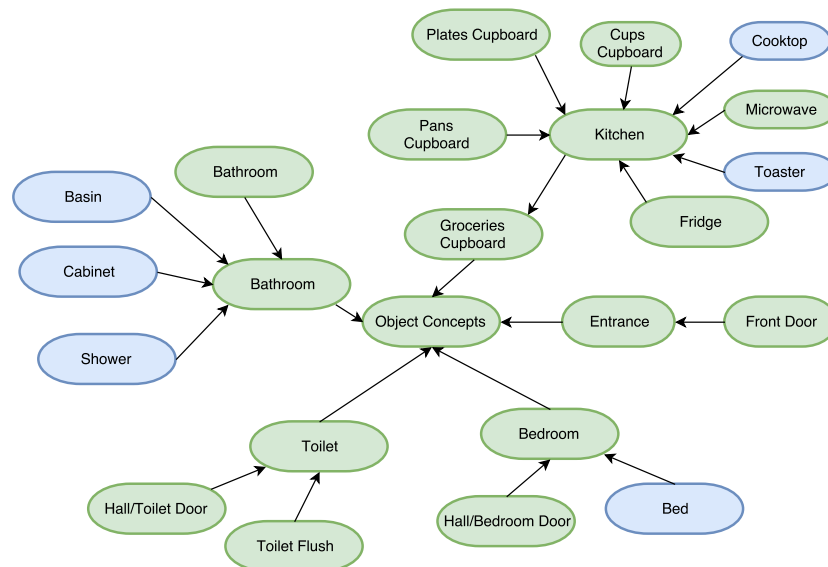 Plates Cupboard
Cups
Cupboard
Cooktop
Microwave
Pans
Cupboard
Kitchen
Toaster
Bathroom
Basin
Fridge
Groceries
Cupboard
Cabinet
Bathroom
Object Concepts
Entrance
Front Door
Shower
Toilet
Bedroom
Hall/Toilet Door
Hall/Bedroom Door
Bed
Toilet Flush